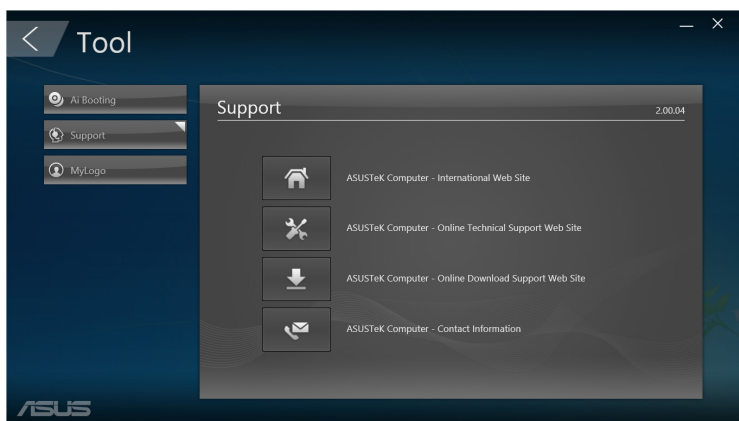 Tool
Ai Booting
Support
MyLogo
Support
2.00.04
ASUSTeK Computer - International Web Site
ASUSTeK Computer - Online Technical Support Web Site
ASUSTeK Computer - Online Download Support Web Site
ASUSTeK Computer - Contact Information
ASUS